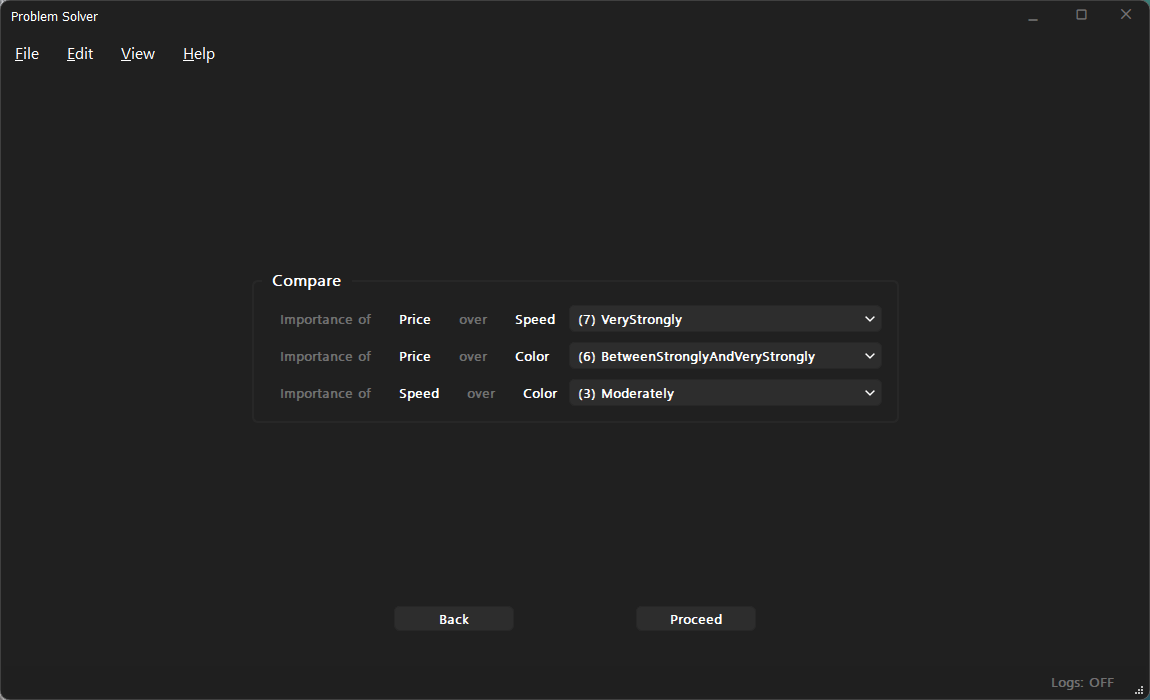 Problem Solver
File Edit View Help
Compare
Importance of Price over Speed (7) VeryStrongly
Importance of Price over Color (6) BetweenStronglyAndVeryStrongly
Importance of Speed over Color (3) Moderately
Back Proceed
Logs: OFF